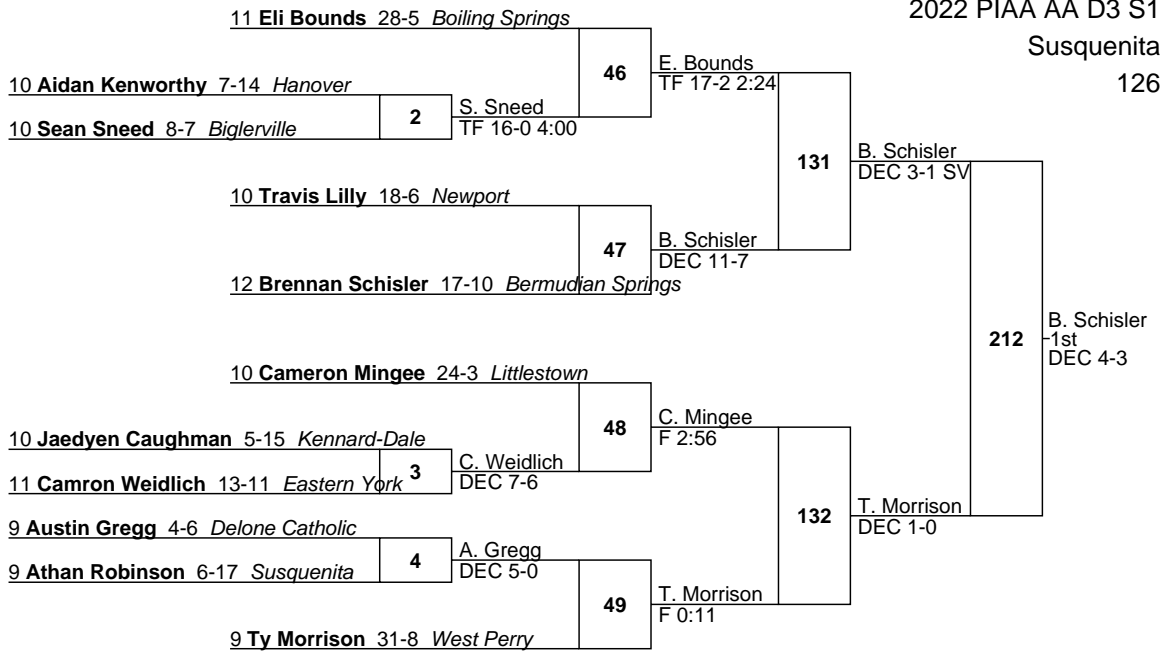 2022 PIAA AA D3 S1
Susquenita
126
11 Eli Bounds 28-5 Boiling Springs
46
E. Bounds
TF 17-2 2:24
10 Aidan Kenworthy 7-14 Hanover
2
S. Sneed
TF 16-0 4:00
10 Sean Sneed 8-7 Biglerville
131
B. Schisler
DEC 3-1 SV
10 Travis Lilly 18-6 Newport
47
B. Schisler
DEC 11-7
12 Brennan Schisler 17-10 Bermudian Springs
212
B. Schisler
1st
DEC 4-3
10 Cameron Mingee 24-3 Littlestown
48
C. Mingee
F 2:56
10 Jaedyen Caughman 5-15 Kennard-Dale
3
C. Weidlich
DEC 7-6
11 Camron Weidlich 13-11 Eastern York
132
T. Morrison
DEC 1-0
9 Austin Gregg 4-6 Delone Catholic
4
A. Gregg
DEC 5-0
9 Athan Robinson 6-17 Susquenita
49
T. Morrison
F 0:11
9 Ty Morrison 31-8 West Perry